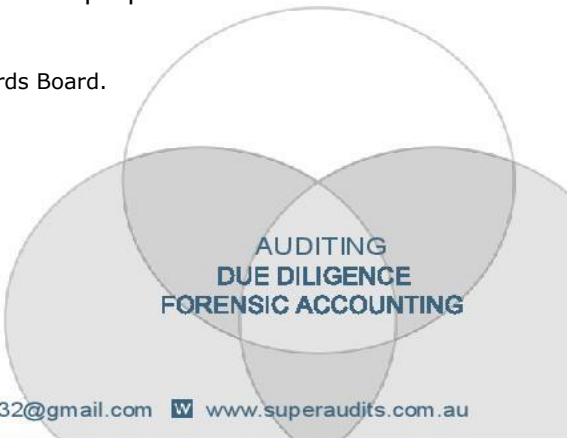 rds Board.
AUDITING
DUE DILIGENCE
FORENSIC ACCOUNTING
32@gmail.com W www.superaudits.com.au